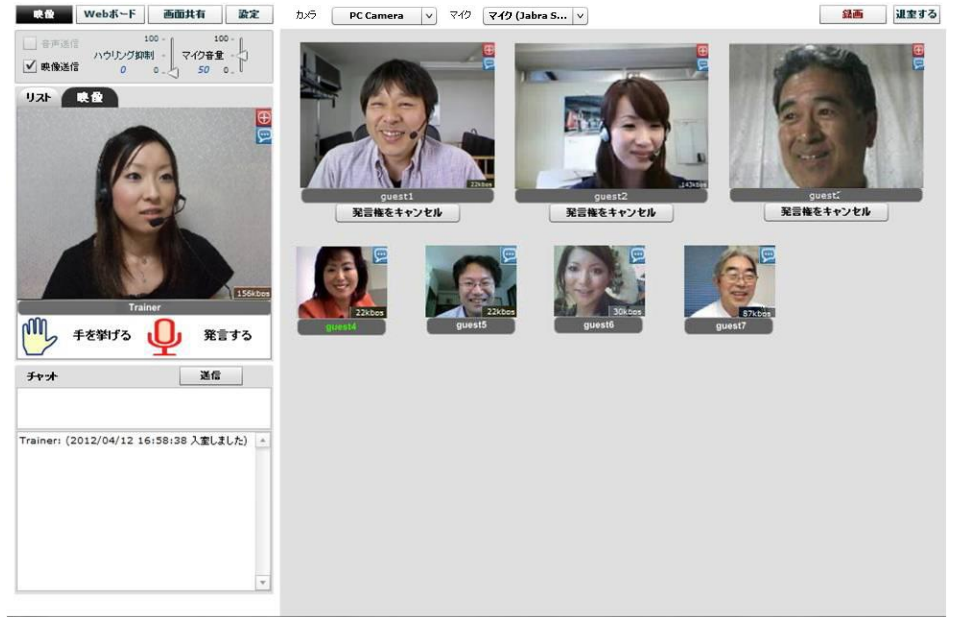 映像 Webボード 画面共有 設定 カメラ PC Camera マイク マイク (Jabra S... 録画 退室する
音声送信 100 100
映像送信 ハウリング抑制 マイク音量
0 0 50 0
リスト 映像
156kbps
Trainer
手を挙げる 発言する
チャット 送信
Trainer: (2012/04/12 16:58:38 入室しました)
22kbps 143kbps
guest1 guest2
発言権をキャンセル 発言権をキャンセル 発言権をキャンセル
22kbps 22kbps 30kbps 87kbps
guest4 guest5 guest6 guest7